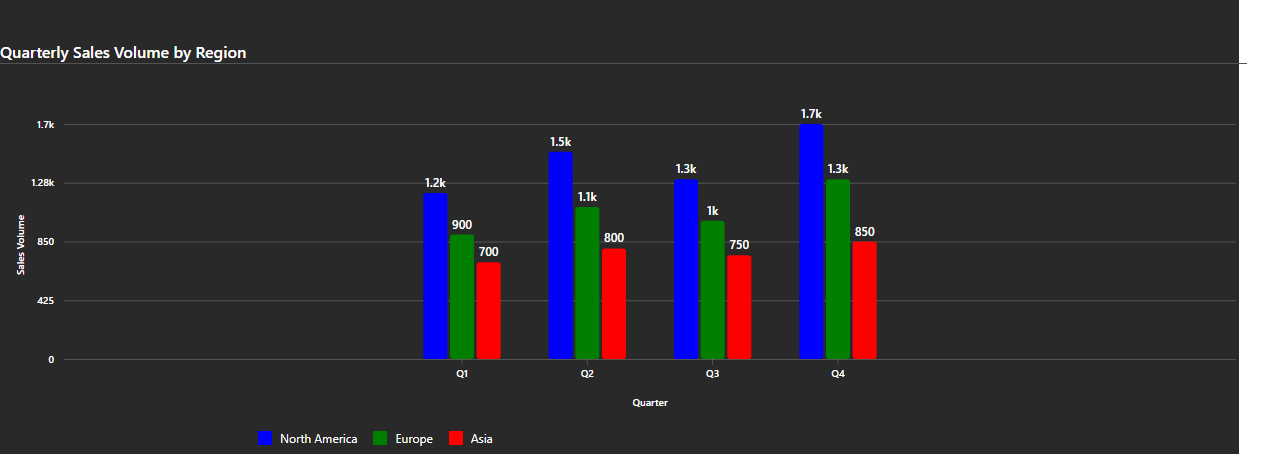 Quarterly Sales Volume by Region
1.7k
1.28k
850
425
0
Sales Volume
1.2k
900
700
1.5k
1.1k
800
1.3k
1k
750
1.7k
1.3k
850
Q1 Q2 Q3 Q4
Quarter
North America Europe Asia